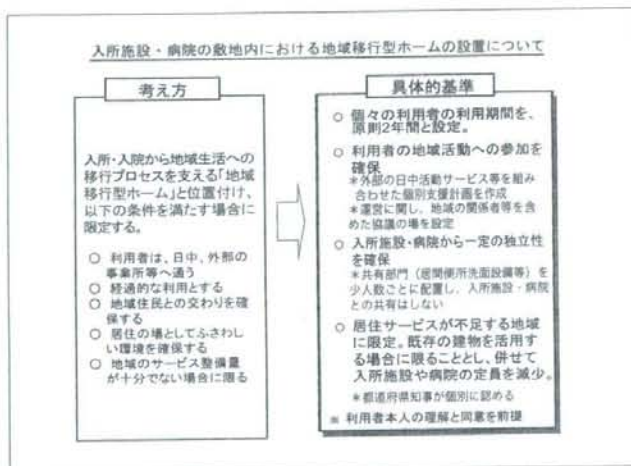 入所施設・病院の敷地内における地域移行型ホームの設置について
考え方
入所・入院から地域生活への
移行プロセスを支える「地域
移行型ホーム」と位置付け、
以下の条件を満たす場合に
限定する。
○ 利用者は、日中、外部の
事業所等へ通う
○ 経過的な利用とする
○ 地域住民との交わりを確
保する
○ 居住の場としてふさわし
い環境を確保する
○ 地域のサービス整備量
が十分でない場合に限る
具体的基準
○ 個々の利用者の利用期間を、
原則2年間と設定。
○ 利用者の地域活動への参加を
確保
*外部の日中活動サービス等を組み
合わせた個別支援計画を作成
*運営に関し、地域の関係者等を含
めた協議の場を設定
○ 入所施設・病院から一定の独立性
を確保
*共有部門（居間便所洗面設備等）を
少人数ごとに配置し、入所施設・病院
との共有はしない
○ 居住サービスが不足する地域
に限定。既存の建物を活用す
る場合に限ることとし、併せて
入所施設や病院の定員を減少。
*都道府県知事が個別に認める
※ 利用者本人の理解と同意を前提